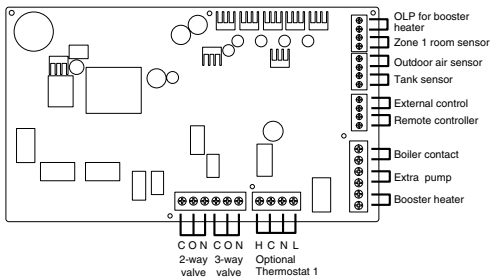 OLP for booster
heater
Zone 1 room sensor
Outdoor air sensor
Tank sensor
External control
Remote controller
Boiler contact
Extra pump
Booster heater
C O N C O N H C N L
2-way 3-way Optional
valve valve Thermostat 1